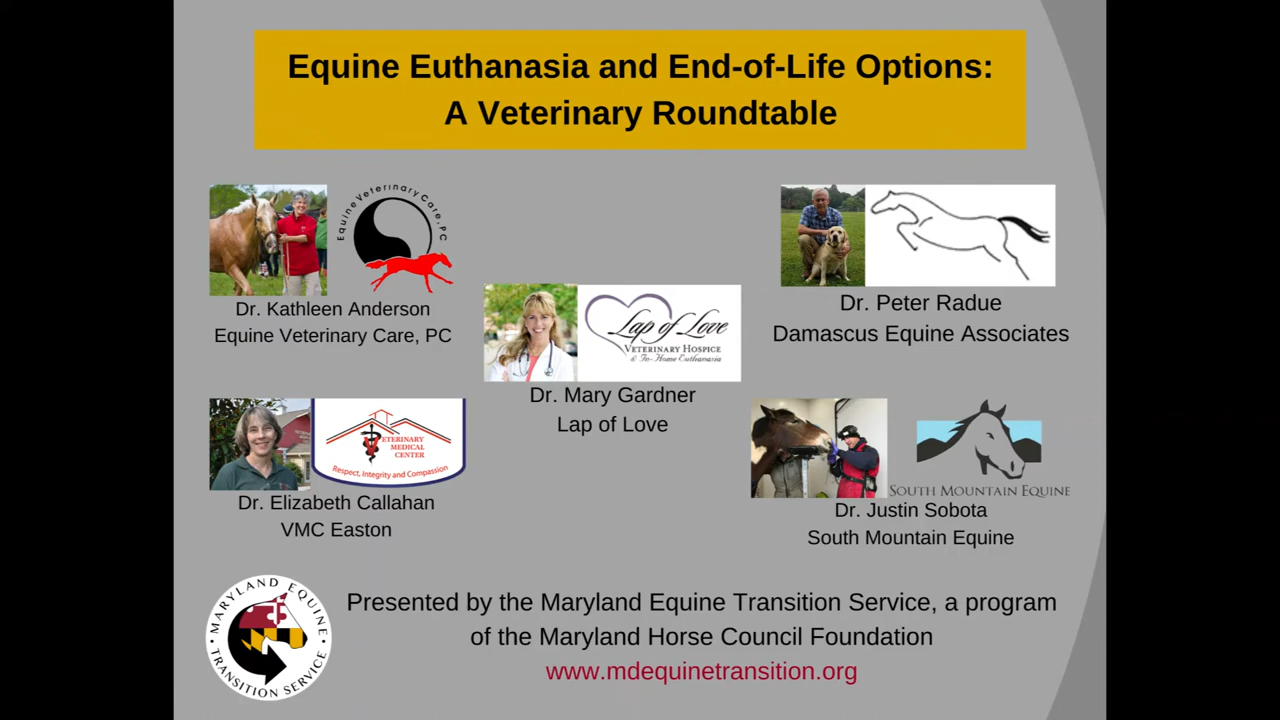 Equine Euthanasia and End-of-Life Options:
A Veterinary Roundtable
Equine Veterinary Care, PC
Dr. Kathleen Anderson
Equine Veterinary Care, PC
Lap of Love
VETERINARY HOSPICE
& In-Home Euthanasia
Dr. Mary Gardner
Lap of Love
Dr. Peter Radue
Damascus Equine Associates
VETERINARY
MEDICAL
CENTER
Respect, Integrity and Compassion
Dr. Elizabeth Callahan
VMC Easton
SOUTH MOUNTAIN EQUINE
Dr. Justin Sobota
South Mountain Equine
• MARYLAND EQUINE •
TRANSITION SERVICE
Presented by the Maryland Equine Transition Service, a program
of the Maryland Horse Council Foundation
www.mdequinetransition.org